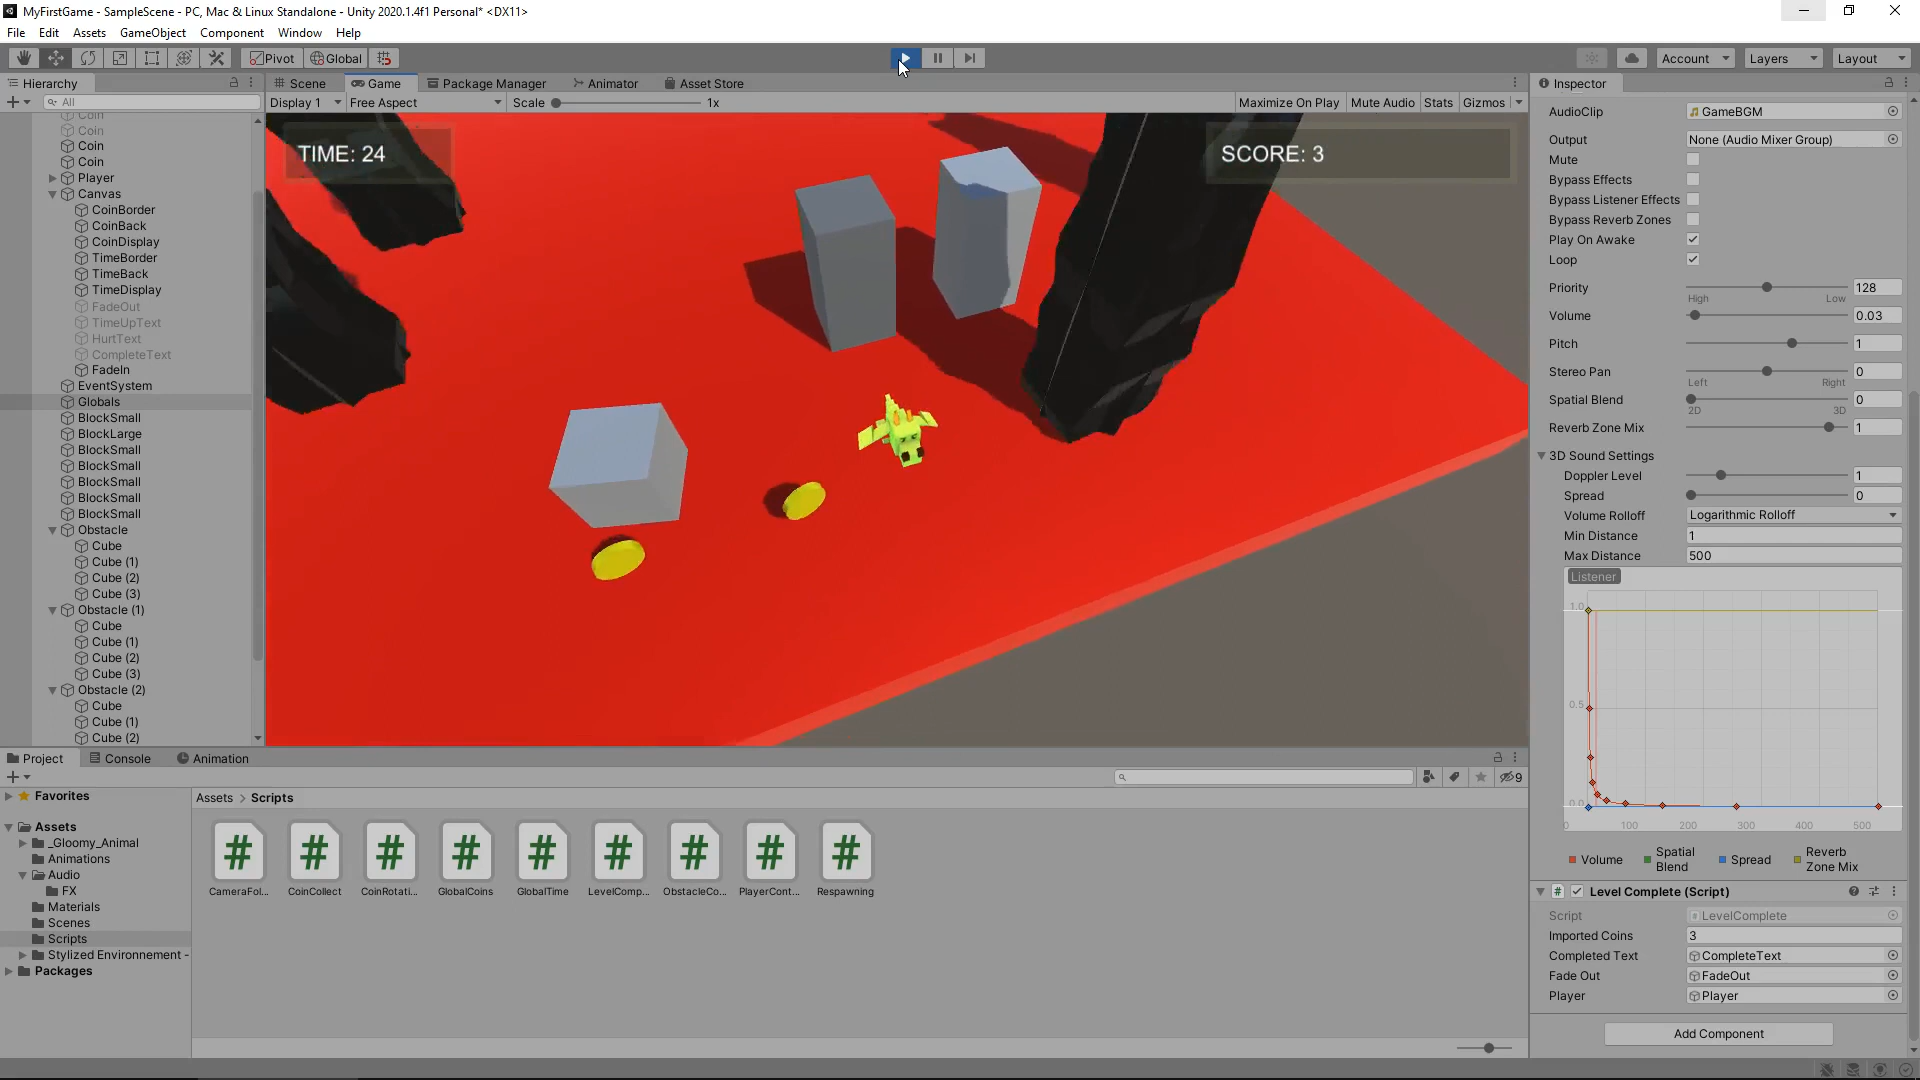 MyFirstGame - SampleScene - PC, Mac & Linux Standalone - Unity 2020.1.4f1 Personal* <DX11>
File Edit Assets GameObject Component Window Help
Pivot Global Account Layers Layout
Hierarchy
All
Coin
Coin
Coin
Coin
Player
Canvas
CoinBorder
CoinBack
CoinDisplay
TimeBorder
TimeBack
TimeDisplay
FadeOut
TimeUpText
HurtText
CompleteText
FadeIn
EventSystem
Globals
BlockSmall
BlockLarge
BlockSmall
BlockSmall
BlockSmall
BlockSmall
BlockSmall
Obstacle
Cube
Cube (1)
Cube (2)
Cube (3)
Obstacle (1)
Cube
Cube (1)
Cube (2)
Cube (3)
Obstacle (2)
Cube
Cube (1)
Cube (2)
Scene Game Package Manager Animator Asset Store
Display 1 Free Aspect Scale 1x Maximize On Play Mute Audio Stats Gizmos
TIME: 24
SCORE: 3
Inspector
AudioClip GameBGM
Output None (Audio Mixer Group)
Mute
Bypass Effects
Bypass Listener Effects
Bypass Reverb Zones
Play On Awake
Loop
Priority 128
High Low
Volume 0.03
Pitch 1
Stereo Pan 0
Left Right
Spatial Blend 0
2D 3D
Reverb Zone Mix 1
3D Sound Settings
Doppler Level 1
Spread 0
Volume Rolloff Logarithmic Rolloff
Min Distance 1
Max Distance 500
Listener
1.0
0.5
0.0
0 100 200 300 400 500
Volume Spatial Blend Spread Reverb Zone Mix
# Level Complete (Script)
Script LevelComplete
Imported Coins 3
Completed Text CompleteText
Fade Out FadeOut
Player Player
Add Component
Project Console Animation
9
Favorites
Assets
_Gloomy_Animal
Animations
Audio
FX
Materials
Scenes
Scripts
Stylized Environnement -
Packages
Assets > Scripts
# # # # # # # # #
CameraFol... CoinCollect CoinRotati... GlobalCoins GlobalTime LevelComp... ObstacleCo... PlayerCont... Respawning